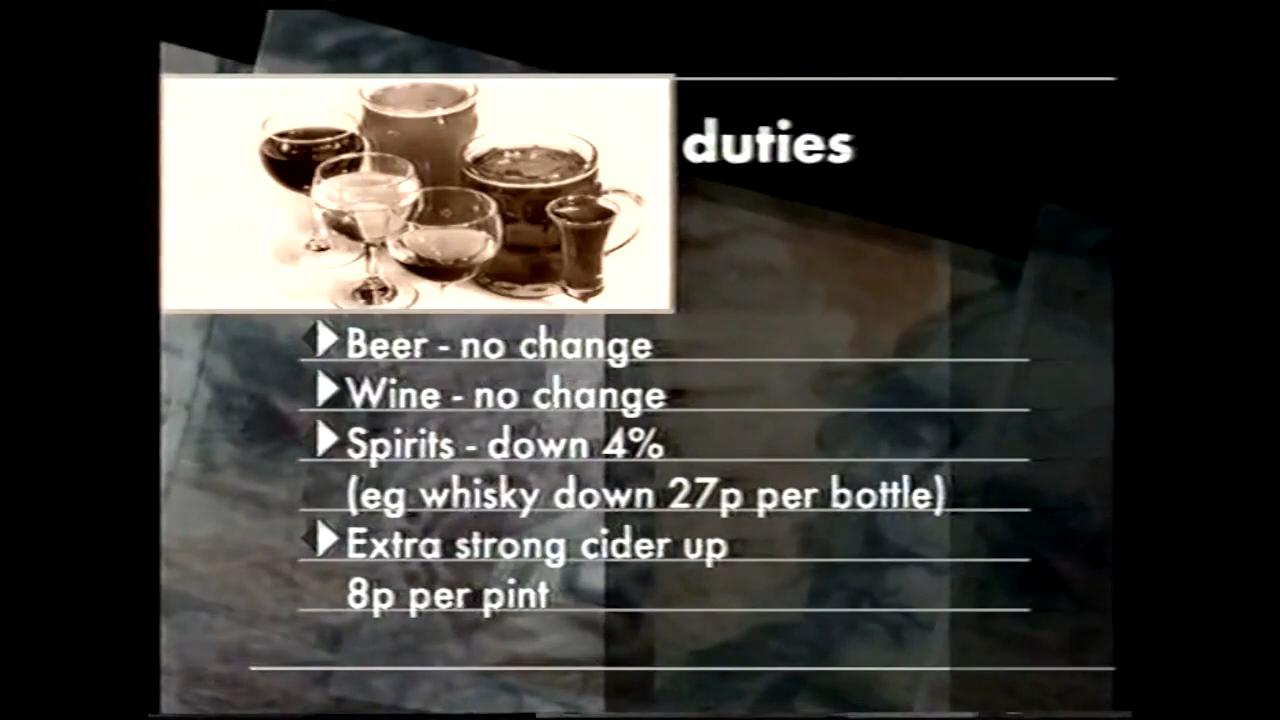 duties
Beer - no change
Wine - no change
Spirits - down 4%
(eg whisky down 27p per bottle)
Extra strong cider up
8p per pint